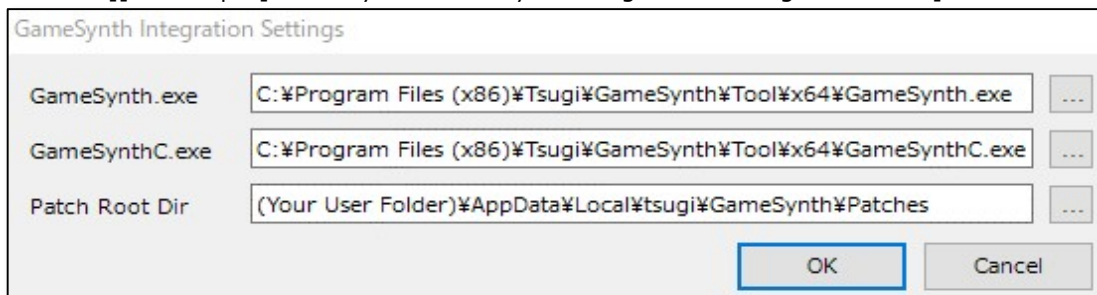 GameSynth Integration Settings
GameSynth.exe C:¥Program Files (x86)¥Tsugi¥GameSynth¥Tool¥x64¥GameSynth.exe ...
GameSynthC.exe C:¥Program Files (x86)¥Tsugi¥GameSynth¥Tool¥x64¥GameSynthC.exe ...
Patch Root Dir (Your User Folder)¥AppData¥Local¥tsugi¥GameSynth¥Patches ...
OK Cancel